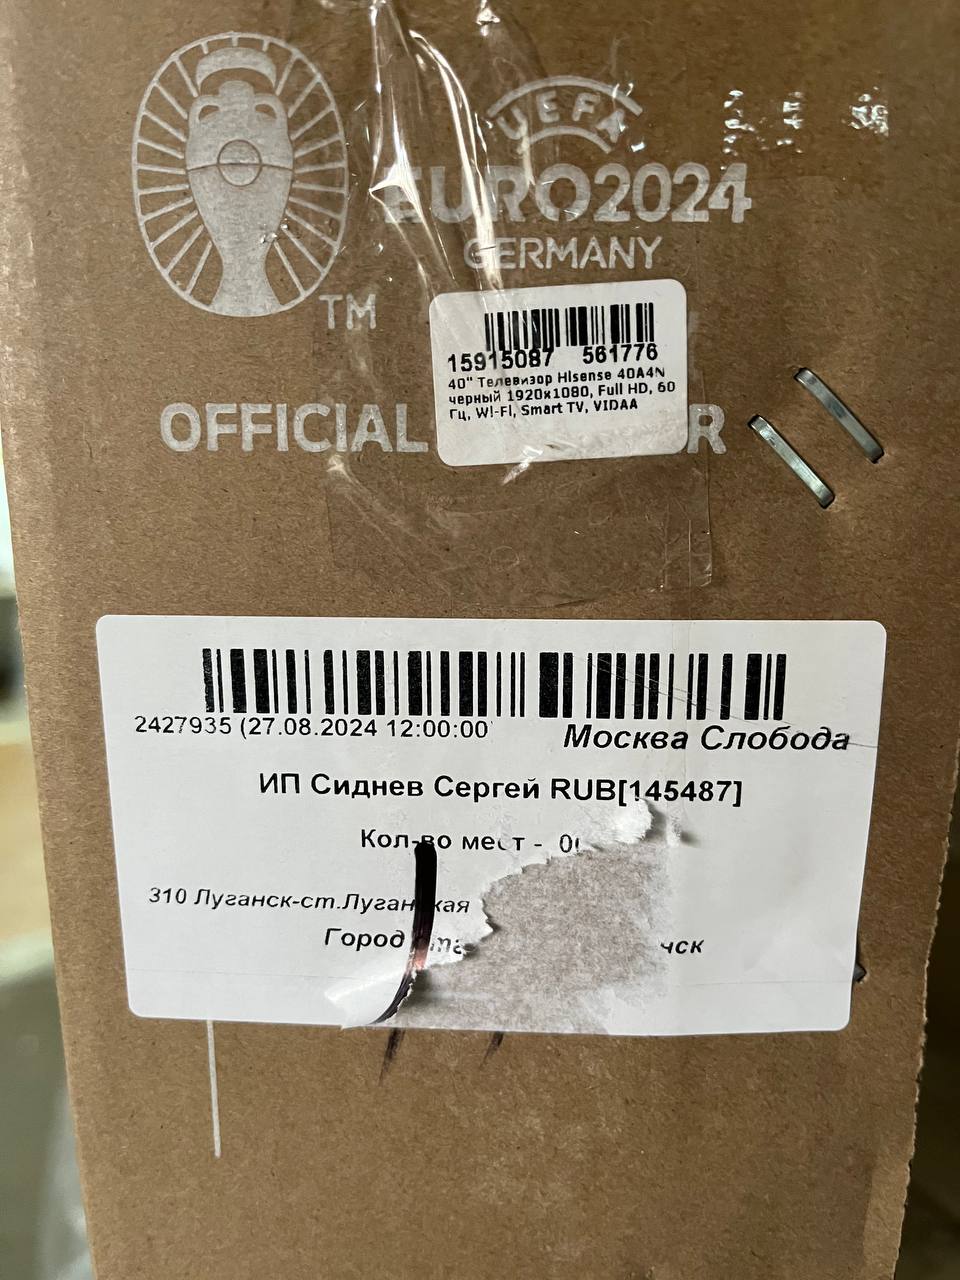 UEFA
EURO2024
GERMANY
TM
15915087 561776
40" Телевизор Hisense 40A4N
черный 1920x1080, Full HD, 60
Гц, Wi-Fi, Smart TV, VIDAA
OFFICIAL
2427935 (27.08.2024 12:00:00
Москва Слобода
ИП Сиднев Сергей RUB[145487]
Кол-во мест -
310 Луганск-ст.Луганская
Город